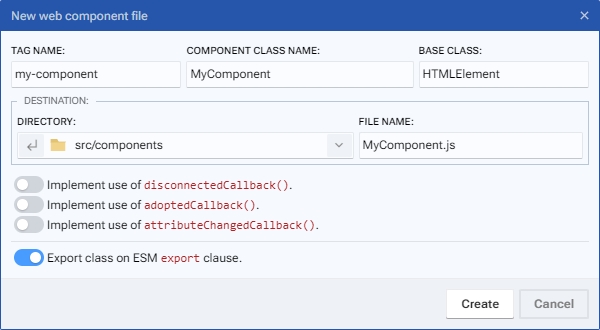 New web component file
TAG NAME: COMPONENT CLASS NAME: BASE CLASS:
my-component MyComponent HTMLElement
DESTINATION:
DIRECTORY: FILE NAME:
src/components MyComponent.js
Implement use of disconnectedCallback().
Implement use of adoptedCallback().
Implement use of attributeChangedCallback().
Export class on ESM export clause.
Create Cancel